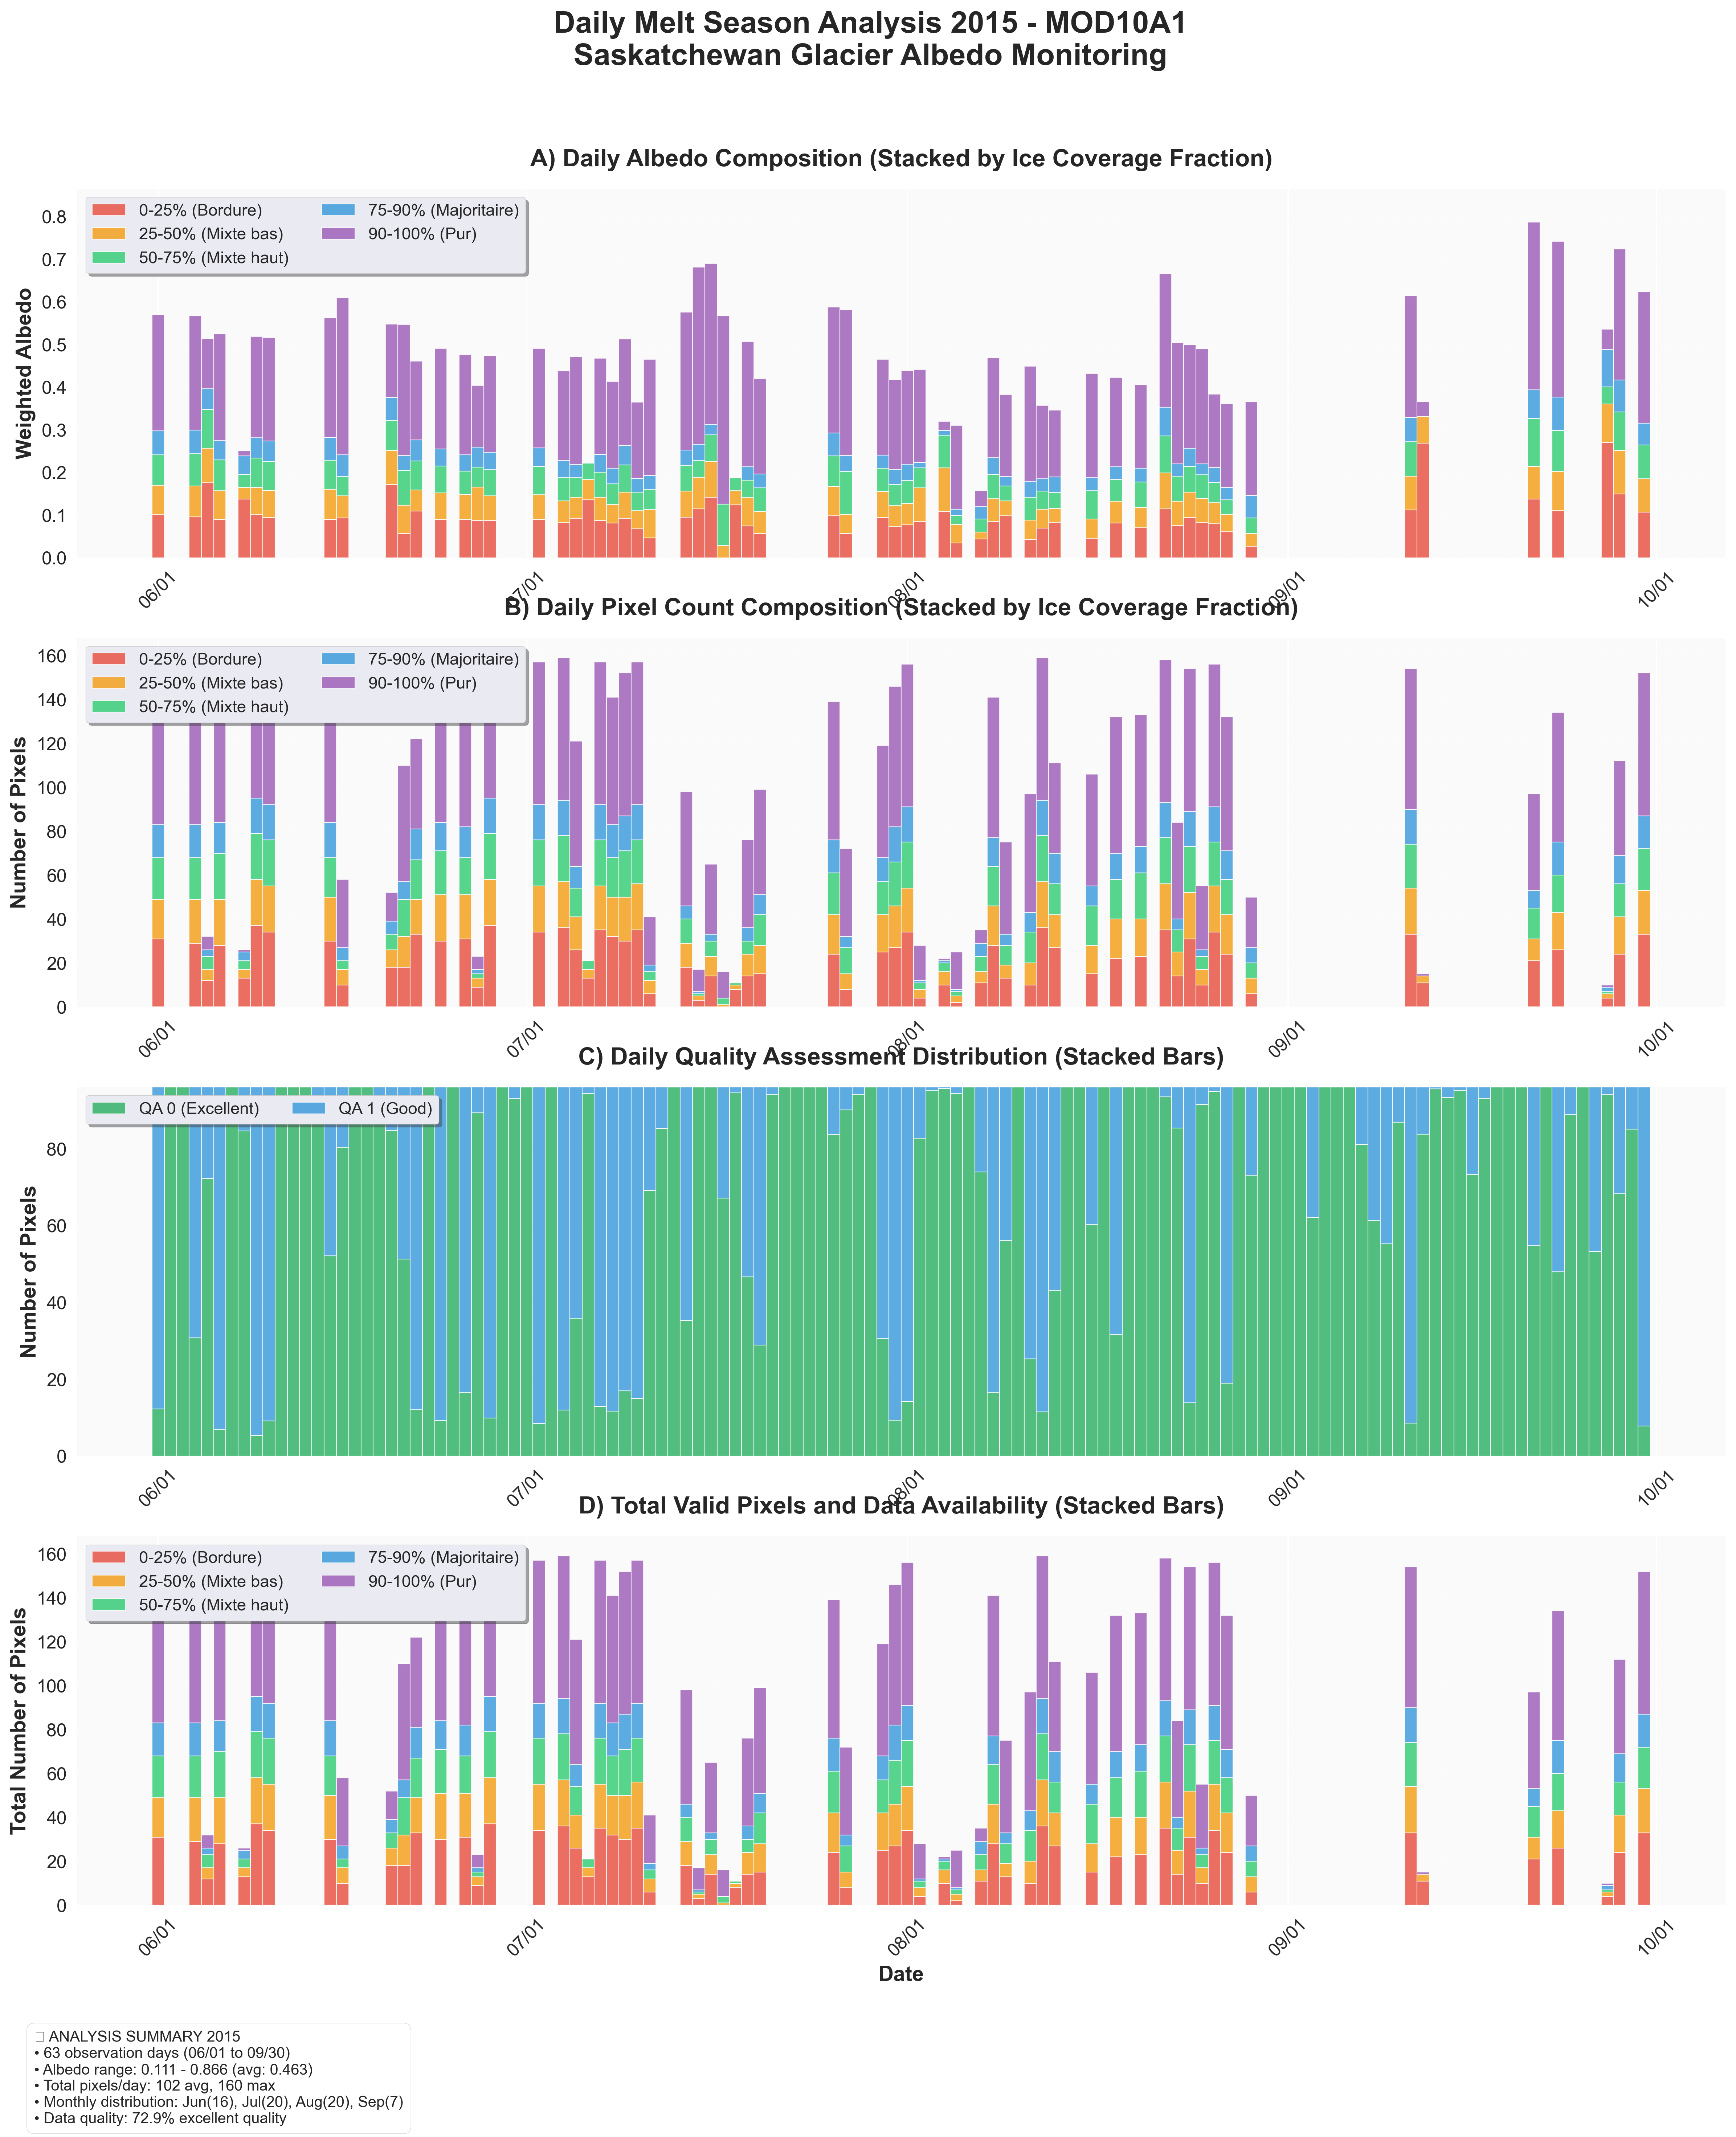 Daily Melt Season Analysis 2015 - MOD10A1
Saskatchewan Glacier Albedo Monitoring
A) Daily Albedo Composition (Stacked by Ice Coverage Fraction)
0-25% (Bordure)
25-50% (Mixte bas)
50-75% (Mixte haut)
75-90% (Majoritaire)
90-100% (Pur)
Weighted Albedo
0.8
0.7
0.6
0.5
0.4
0.3
0.2
0.1
0.0
06/01
07/01
08/01
09/01
10/01
B) Daily Pixel Count Composition (Stacked by Ice Coverage Fraction)
0-25% (Bordure)
25-50% (Mixte bas)
50-75% (Mixte haut)
75-90% (Majoritaire)
90-100% (Pur)
Number of Pixels
160
140
120
100
80
60
40
20
0
06/01
07/01
08/01
09/01
10/01
C) Daily Quality Assessment Distribution (Stacked Bars)
QA 0 (Excellent)
QA 1 (Good)
Number of Pixels
80
60
40
20
0
06/01
07/01
08/01
09/01
10/01
D) Total Valid Pixels and Data Availability (Stacked Bars)
0-25% (Bordure)
25-50% (Mixte bas)
50-75% (Mixte haut)
75-90% (Majoritaire)
90-100% (Pur)
Total Number of Pixels
160
140
120
100
80
60
40
20
0
06/01
07/01
08/01
09/01
10/01
Date
ANALYSIS SUMMARY 2015
• 63 observation days (06/01 to 09/30)
• Albedo range: 0.111 - 0.866 (avg: 0.463)
• Total pixels/day: 102 avg, 160 max
• Monthly distribution: Jun(16), Jul(20), Aug(20), Sep(7)
• Data quality: 72.9% excellent quality